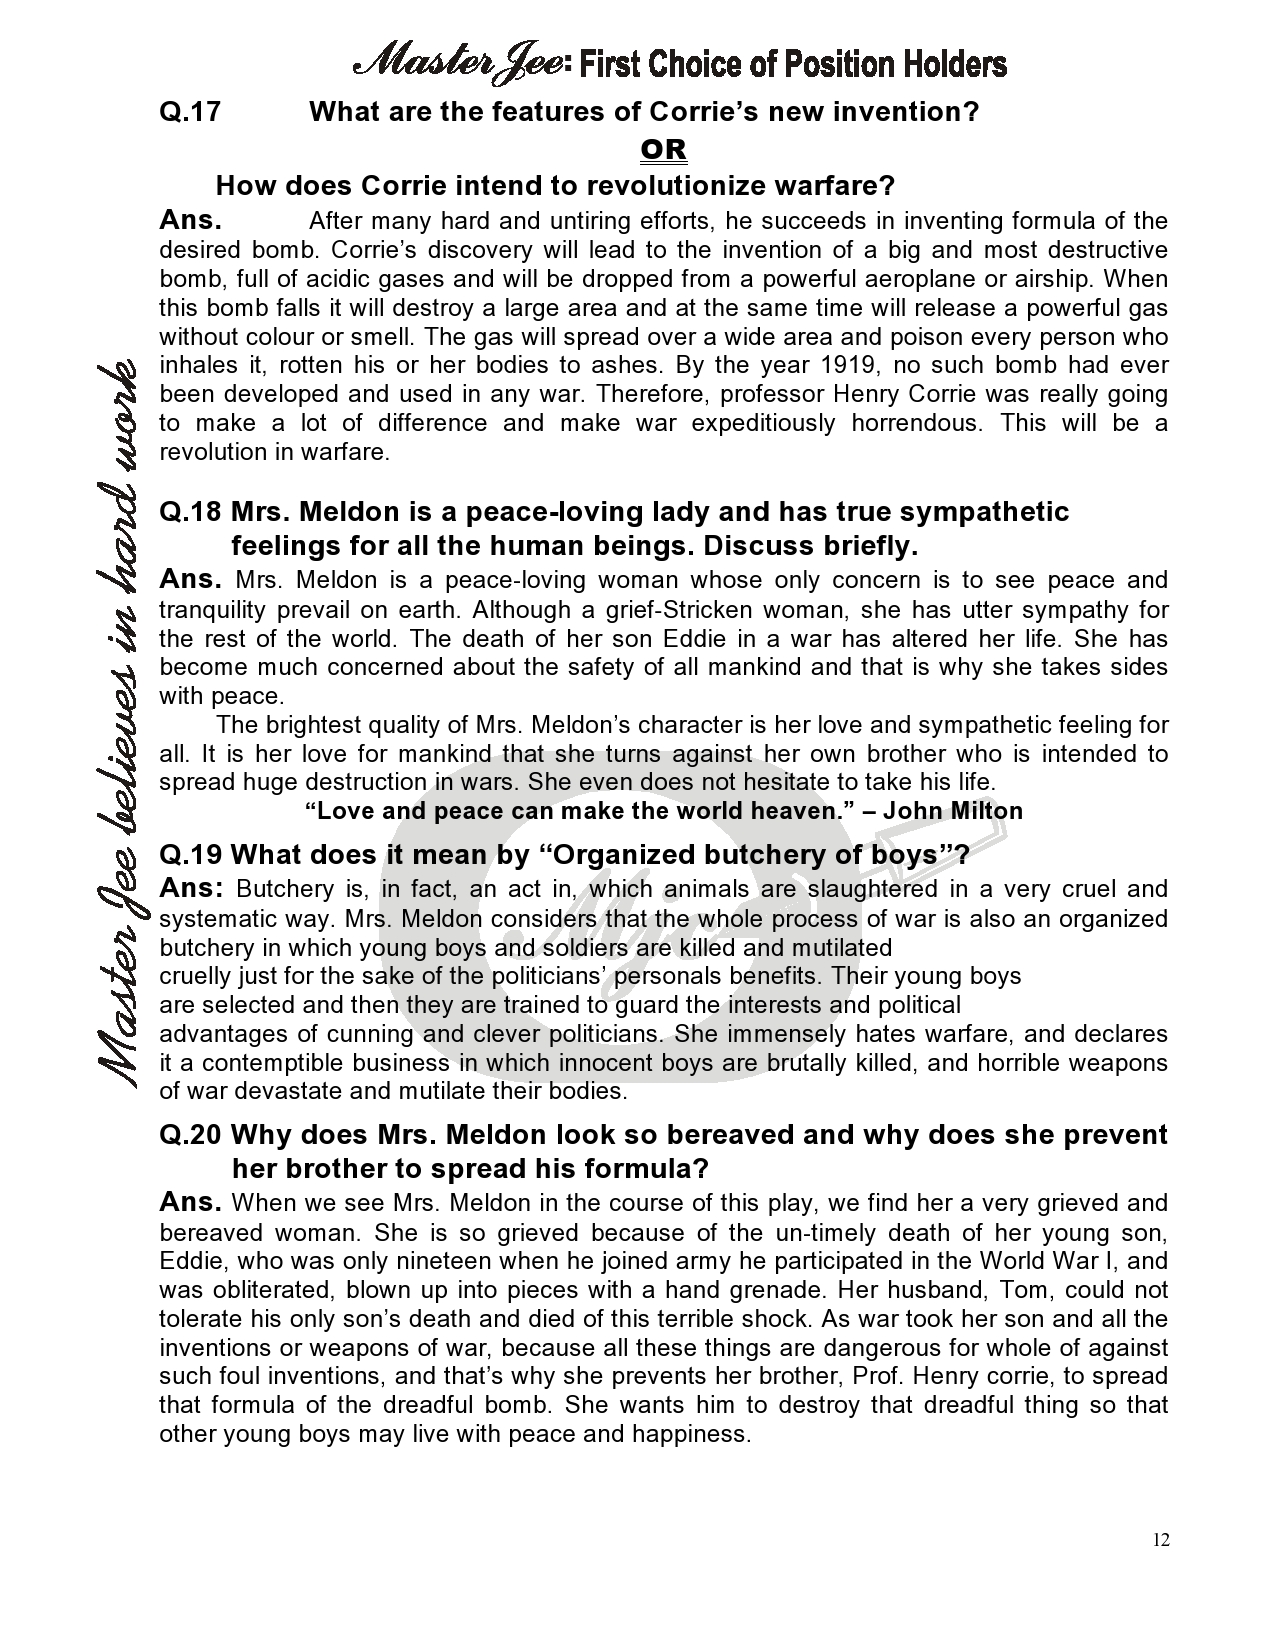 Master Jee: First Choice of Position Holders
Q.17 What are the features of Corrie's new invention?
OR
How does Corrie intend to revolutionize warfare?
Ans. After many hard and untiring efforts, he succeeds in inventing formula of the
desired bomb. Corrie's discovery will lead to the invention of a big and most destructive
bomb, full of acidic gases and will be dropped from a powerful aeroplane or airship. When
this bomb falls it will destroy a large area and at the same time will release a powerful gas
without colour or smell. The gas will spread over a wide area and poison every person who
inhales it, rotten his or her bodies to ashes. By the year 1919, no such bomb had ever
been developed and used in any war. Therefore, professor Henry Corrie was really going
to make a lot of difference and make war expeditiously horrendous. This will be a
revolution in warfare.
Q.18 Mrs. Meldon is a peace-loving lady and has true sympathetic
feelings for all the human beings. Discuss briefly.
Ans. Mrs. Meldon is a peace-loving woman whose only concern is to see peace and
tranquility prevail on earth. Although a grief-Stricken woman, she has utter sympathy for
the rest of the world. The death of her son Eddie in a war has altered her life. She has
become much concerned about the safety of all mankind and that is why she takes sides
with peace.
The brightest quality of Mrs. Meldon's character is her love and sympathetic feeling for
all. It is her love for mankind that she turns against her own brother who is intended to
spread huge destruction in wars. She even does not hesitate to take his life.
“Love and peace can make the world heaven.” – John Milton
Q.19 What does it mean by “Organized butchery of boys”?
Ans: Butchery is, in fact, an act in, which animals are slaughtered in a very cruel and
systematic way. Mrs. Meldon considers that the whole process of war is also an organized
butchery in which young boys and soldiers are killed and mutilated
cruelly just for the sake of the politicians' personals benefits. Their young boys
are selected and then they are trained to guard the interests and political
advantages of cunning and clever politicians. She immensely hates warfare, and declares
it a contemptible business in which innocent boys are brutally killed, and horrible weapons
of war devastate and mutilate their bodies.
Q.20 Why does Mrs. Meldon look so bereaved and why does she prevent
her brother to spread his formula?
Ans. When we see Mrs. Meldon in the course of this play, we find her a very grieved and
bereaved woman. She is so grieved because of the un-timely death of her young son,
Eddie, who was only nineteen when he joined army he participated in the World War I, and
was obliterated, blown up into pieces with a hand grenade. Her husband, Tom, could not
tolerate his only son's death and died of this terrible shock. As war took her son and all the
inventions or weapons of war, because all these things are dangerous for whole of against
such foul inventions, and that's why she prevents her brother, Prof. Henry corrie, to spread
that formula of the dreadful bomb. She wants him to destroy that dreadful thing so that
other young boys may live with peace and happiness.
Master Jee believes in hard work
Mjc
12